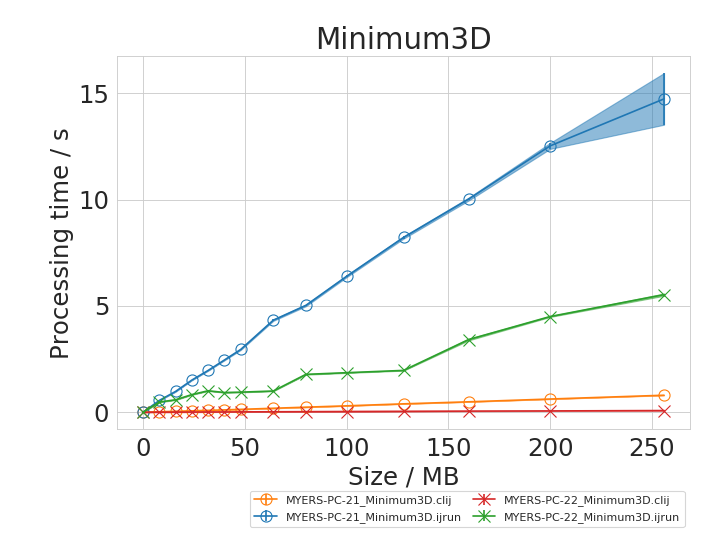 Minimum3D
Processing time / s
15
10
5
0
0 50 100 150 200 250
Size / MB
MYERS-PC-21_Minimum3D.clij MYERS-PC-22_Minimum3D.clij
MYERS-PC-21_Minimum3D.ijrun MYERS-PC-22_Minimum3D.ijrun